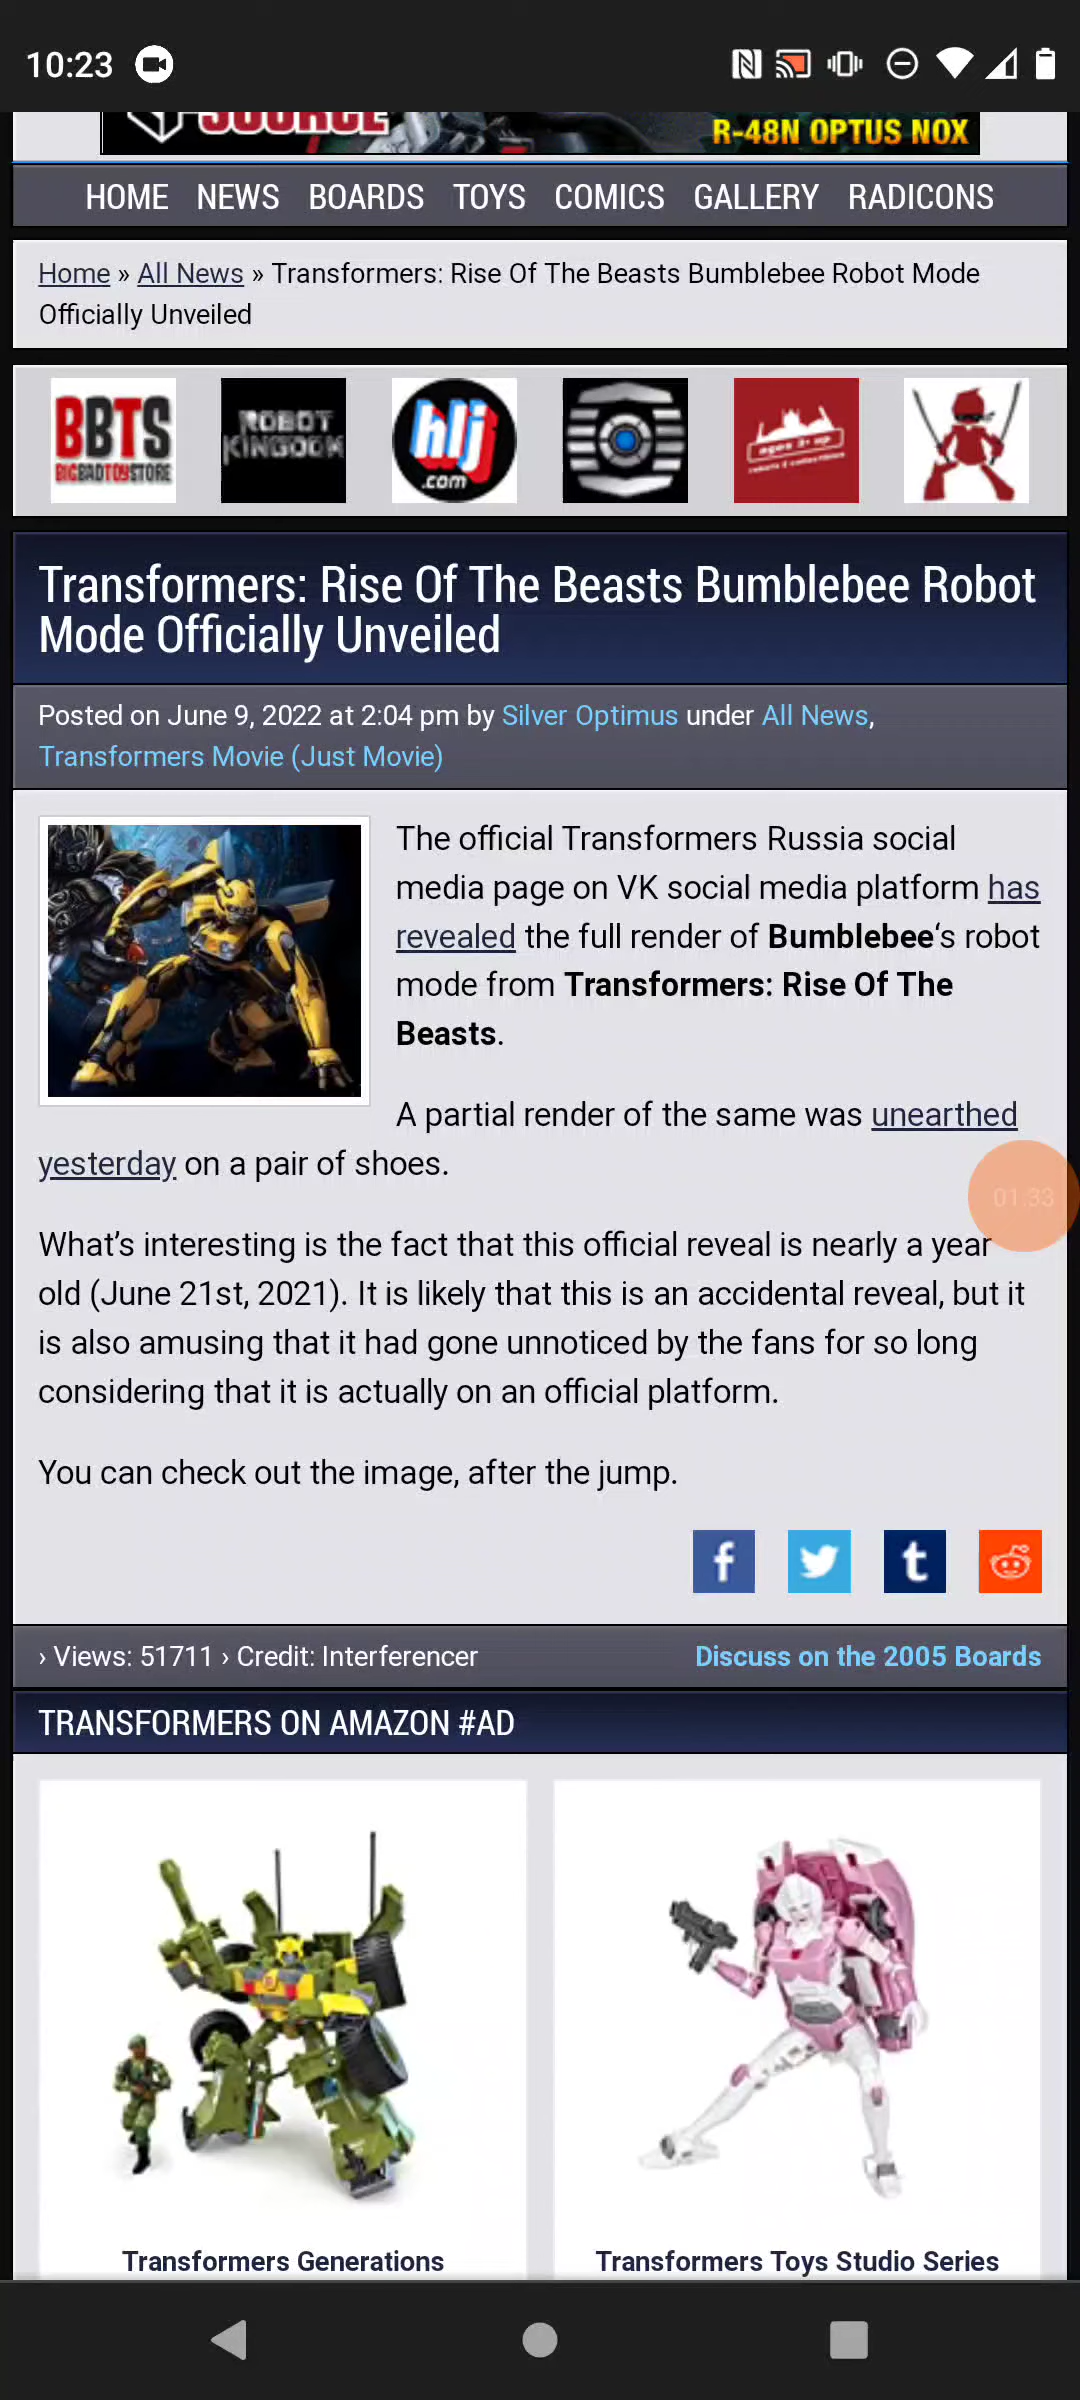 10:23
SOURCE
R-48N OPTUS NOX
HOME NEWS BOARDS TOYS COMICS GALLERY RADICONS
Home » All News » Transformers: Rise Of The Beasts Bumblebee Robot Mode
Officially Unveiled
BBTS
BIGBADTOYSTORE
ROBOT
KINGDOM
hlj
.com
ages 3+ up
Transformers: Rise Of The Beasts Bumblebee Robot
Mode Officially Unveiled
Posted on June 9, 2022 at 2:04 pm by Silver Optimus under All News,
Transformers Movie (Just Movie)
The official Transformers Russia social
media page on VK social media platform has
revealed the full render of Bumblebee‘s robot
mode from Transformers: Rise Of The
Beasts.
A partial render of the same was unearthed
yesterday on a pair of shoes.
01:33
What’s interesting is the fact that this official reveal is nearly a year
old (June 21st, 2021). It is likely that this is an accidental reveal, but it
is also amusing that it had gone unnoticed by the fans for so long
considering that it is actually on an official platform.
You can check out the image, after the jump.
› Views: 51711 › Credit: Interferencer
Discuss on the 2005 Boards
TRANSFORMERS ON AMAZON #AD
Transformers Generations
Transformers Toys Studio Series